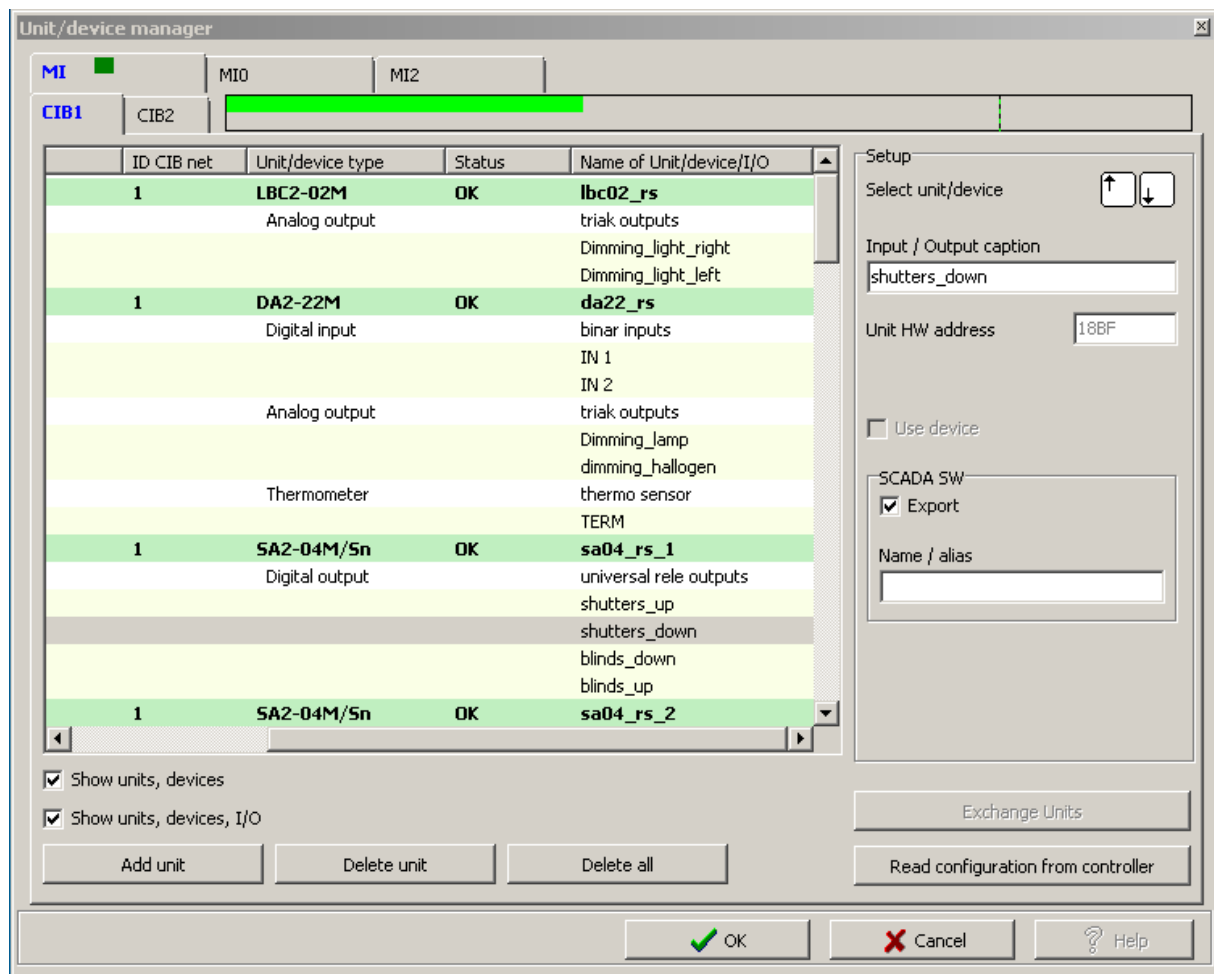 Unit/device manager
MI MI0 MI2
CIB1 CIB2
ID CIB net Unit/device type Status Name of Unit/device/I/O
1 LBC2-02M OK lbc02_rs
Analog output triak outputs
Dimming_light_right
Dimming_light_left
1 DA2-22M OK da22_rs
Digital input binar inputs
IN 1
IN 2
Analog output triak outputs
Dimming_lamp
dimming_hallogen
Thermometer thermo sensor
TERM
1 SA2-04M/Sn OK sa04_rs_1
Digital output universal rele outputs
shutters_up
shutters_down
blinds_down
blinds_up
1 SA2-04M/Sn OK sa04_rs_2
Show units, devices
Show units, devices, I/O
Add unit Delete unit Delete all
Setup
Select unit/device
Input / Output caption
shutters_down
Unit HW address 18BF
Use device
SCADA SW
Export
Name / alias
Exchange Units
Read configuration from controller
OK Cancel Help